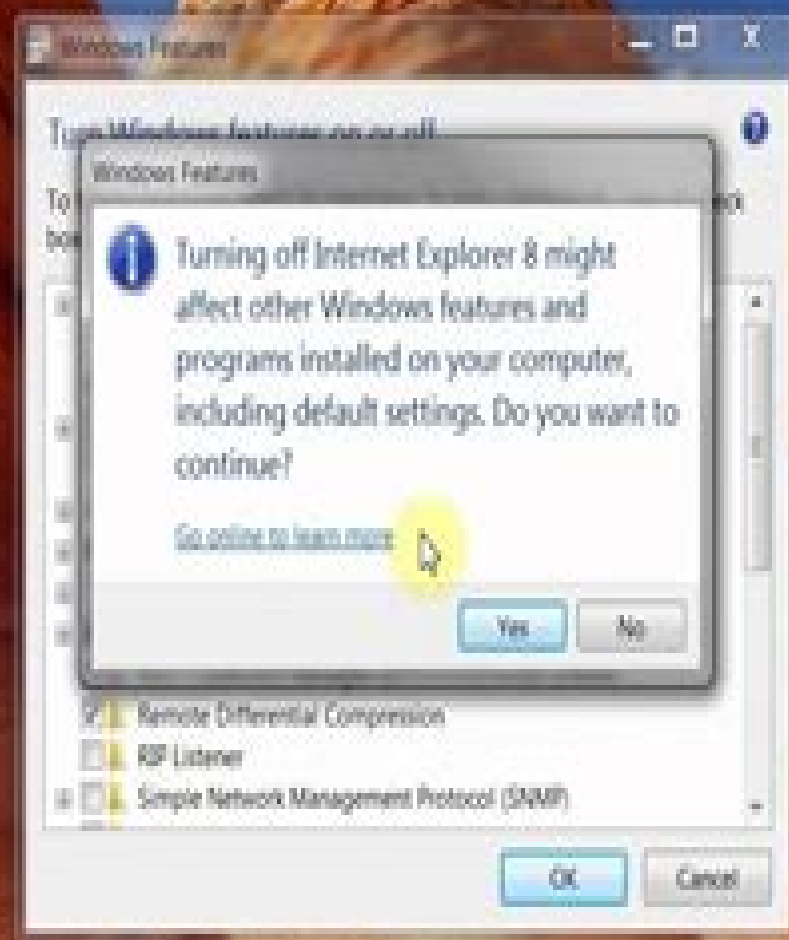 Windows Features
Turn Windows features on or off
To
Windows Features
Turning off Internet Explorer 8 might
affect other Windows features and
programs installed on your computer,
including default settings. Do you want to
continue?
Go online to learn more
Yes No
Remote Differential Compression
RIP Listener
Simple Network Management Protocol (SNMP)
OK Cancel